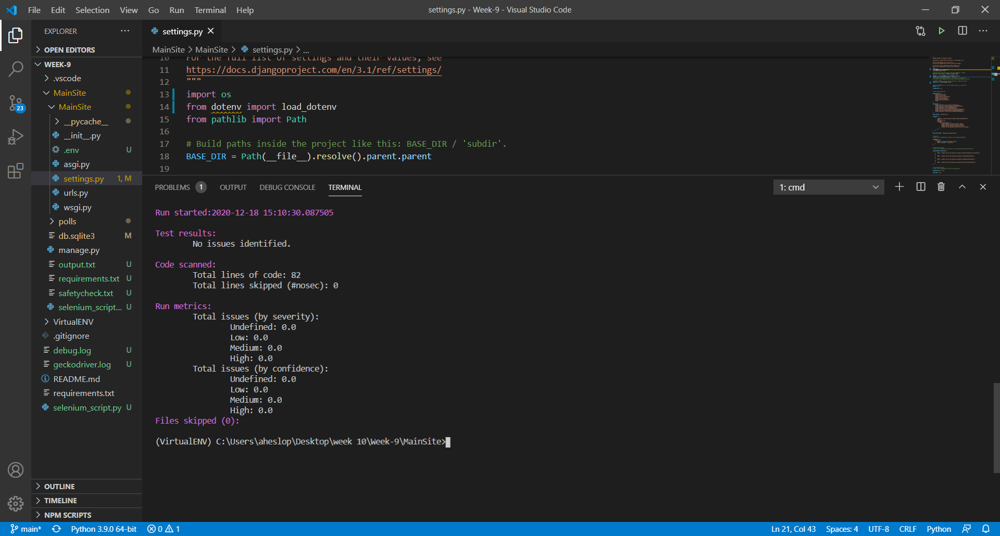 File Edit Selection View Go Run Terminal Help
settings.py - Week-9 - Visual Studio Code
EXPLORER
OPEN EDITORS
WEEK-9
.vscode
MainSite
MainSite
__pycache__
__init__.py
.env U
asgi.py
settings.py 1, M
urls.py
wsgi.py
polls
db.sqlite3 M
manage.py
output.txt U
requirements.txt U
safetycheck.txt U
selenium_script... U
VirtualENV
.gitignore
debug.log U
geckodriver.log U
README.md
requirements.txt
selenium_script.py U
OUTLINE
TIMELINE
NPM SCRIPTS
23
settings.py
MainSite > MainSite > settings.py > ...
10 For the full list of settings and their values, see
11 https://docs.djangoproject.com/en/3.1/ref/settings/
12 """
13 import os
14 from dotenv import load_dotenv
15 from pathlib import Path
16
17 # Build paths inside the project like this: BASE_DIR / 'subdir'.
18 BASE_DIR = Path(__file__).resolve().parent.parent
19
PROBLEMS 1 OUTPUT DEBUG CONSOLE TERMINAL
1: cmd
Run started:2020-12-18 15:10:30.087505
Test results:
No issues identified.
Code scanned:
Total lines of code: 82
Total lines skipped (#nosec): 0
Run metrics:
Total issues (by severity):
Undefined: 0.0
Low: 0.0
Medium: 0.0
High: 0.0
Total issues (by confidence):
Undefined: 0.0
Low: 0.0
Medium: 0.0
High: 0.0
Files skipped (0):
(VirtualENV) C:\Users\aheslop\Desktop\week 10\Week-9\MainSite>
main* Python 3.9.0 64-bit 0 1
Ln 21, Col 43 Spaces: 4 UTF-8 CRLF Python